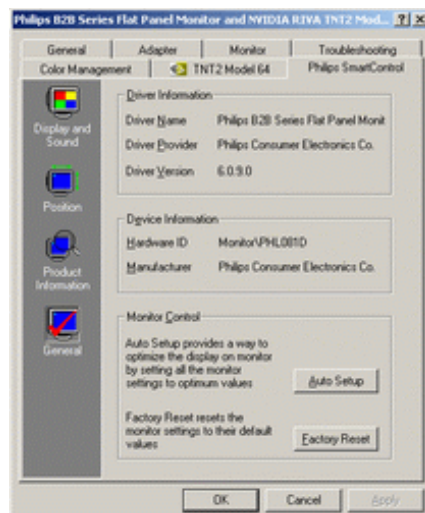 Philips B2B Series Flat Panel Monitor and NVIDIA RIVA TNT2 Mod...
General Adapter Monitor Troubleshooting
Color Management TNT2 Model 64 Philips SmartControl
Display and
Sound
Position
Product
Information
General
Driver Information
Driver Name Philips B2B Series Flat Panel Monit
Driver Provider Philips Consumer Electronics Co.
Driver Version 6.0.9.0
Device Information
Hardware ID Monitor\PHL081D
Manufacturer Philips Consumer Electronics Co.
Monitor Control
Auto Setup provides a way to
optimize the display on monitor
by setting all the monitor
settings to optimum values
Auto Setup
Factory Reset resets the
monitor settings to their default
values
Factory Reset
OK Cancel Apply